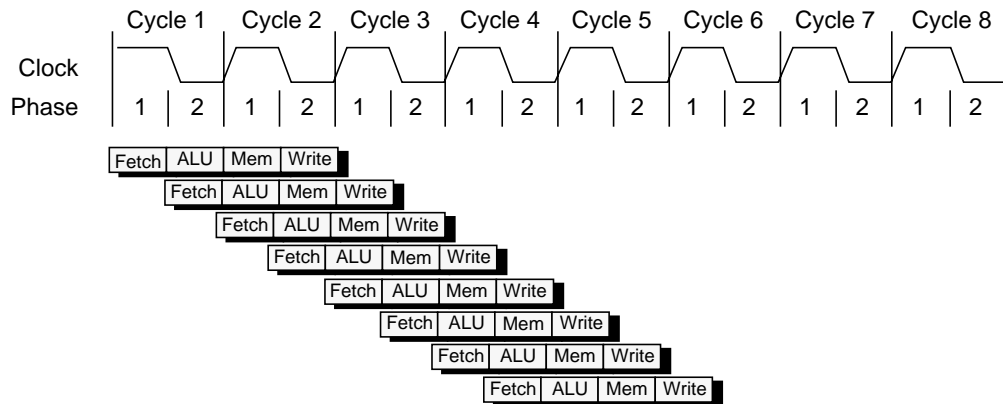 Cycle 1 Cycle 2 Cycle 3 Cycle 4 Cycle 5 Cycle 6 Cycle 7 Cycle 8
Clock
Phase 1 2 1 2 1 2 1 2 1 2 1 2 1 2 1 2
Fetch ALU Mem Write
Fetch ALU Mem Write
Fetch ALU Mem Write
Fetch ALU Mem Write
Fetch ALU Mem Write
Fetch ALU Mem Write
Fetch ALU Mem Write
Fetch ALU Mem Write